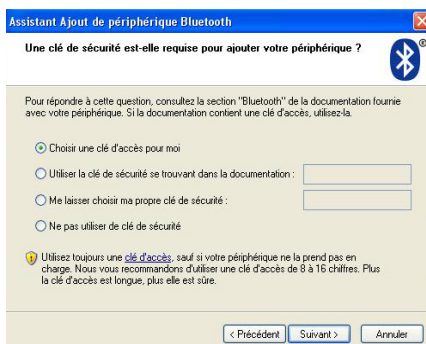 Assistant Ajout de périphérique Bluetooth
Une clé de sécurité est-elle requise pour ajouter votre périphérique ?
Pour répondre à cette question, consultez la section "Bluetooth" de la documentation fournie
avec votre périphérique. Si la documentation contient une clé d'accès, utilisez-la.
Choisir une clé d'accès pour moi
Utiliser la clé de sécurité se trouvant dans la documentation :
Me laisser choisir ma propre clé de sécurité :
Ne pas utiliser de clé de sécurité
Utilisez toujours une clé d'accès, sauf si votre périphérique ne la prend pas en
charge. Nous vous recommandons d'utiliser une clé d'accès de 8 à 16 chiffres. Plus
la clé d'accès est longue, plus elle est sûre.
< Précédent Suivant > Annuler